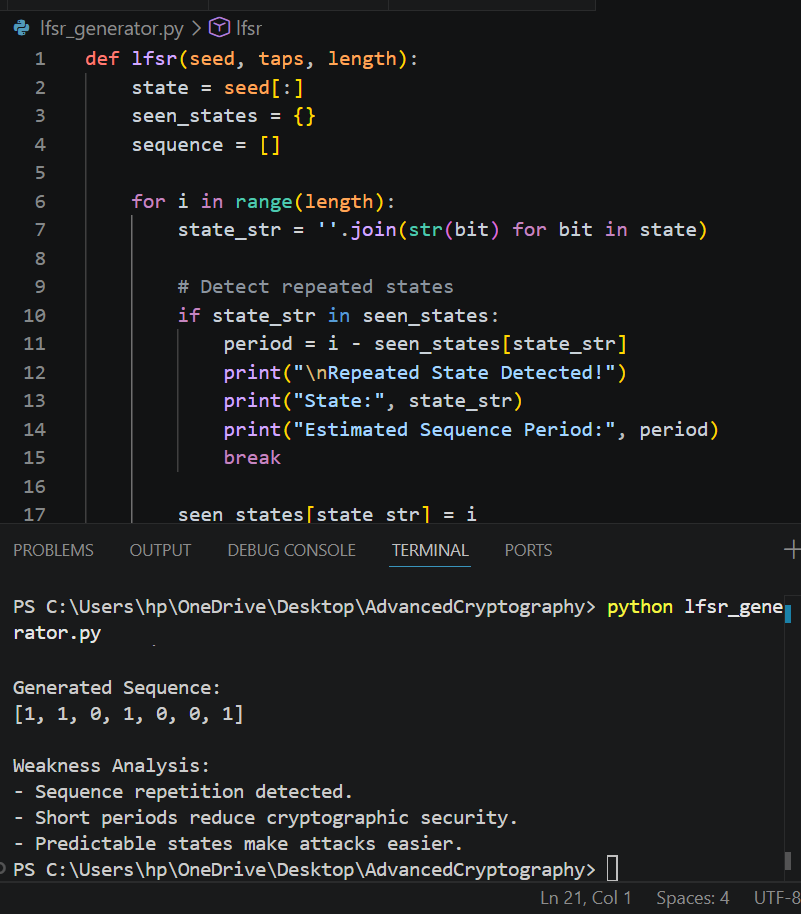 lfsr_generator.py > lfsr
1 def lfsr(seed, taps, length):
2     state = seed[:]
3     seen_states = {}
4     sequence = []
5
6     for i in range(length):
7         state_str = ''.join(str(bit) for bit in state)
8
9         # Detect repeated states
10         if state_str in seen_states:
11             period = i - seen_states[state_str]
12             print("\nRepeated State Detected!")
13             print("State:", state_str)
14             print("Estimated Sequence Period:", period)
15             break
16
17         seen_states[state_str] = i
PROBLEMS OUTPUT DEBUG CONSOLE TERMINAL PORTS
PS C:\Users\hp\OneDrive\Desktop\AdvancedCryptography> python lfsr_gene
rator.py
Generated Sequence:
[1, 1, 0, 1, 0, 0, 1]
Weakness Analysis:
- Sequence repetition detected.
- Short periods reduce cryptographic security.
- Predictable states make attacks easier.
PS C:\Users\hp\OneDrive\Desktop\AdvancedCryptography>
Ln 21, Col 1 Spaces: 4 UTF-8